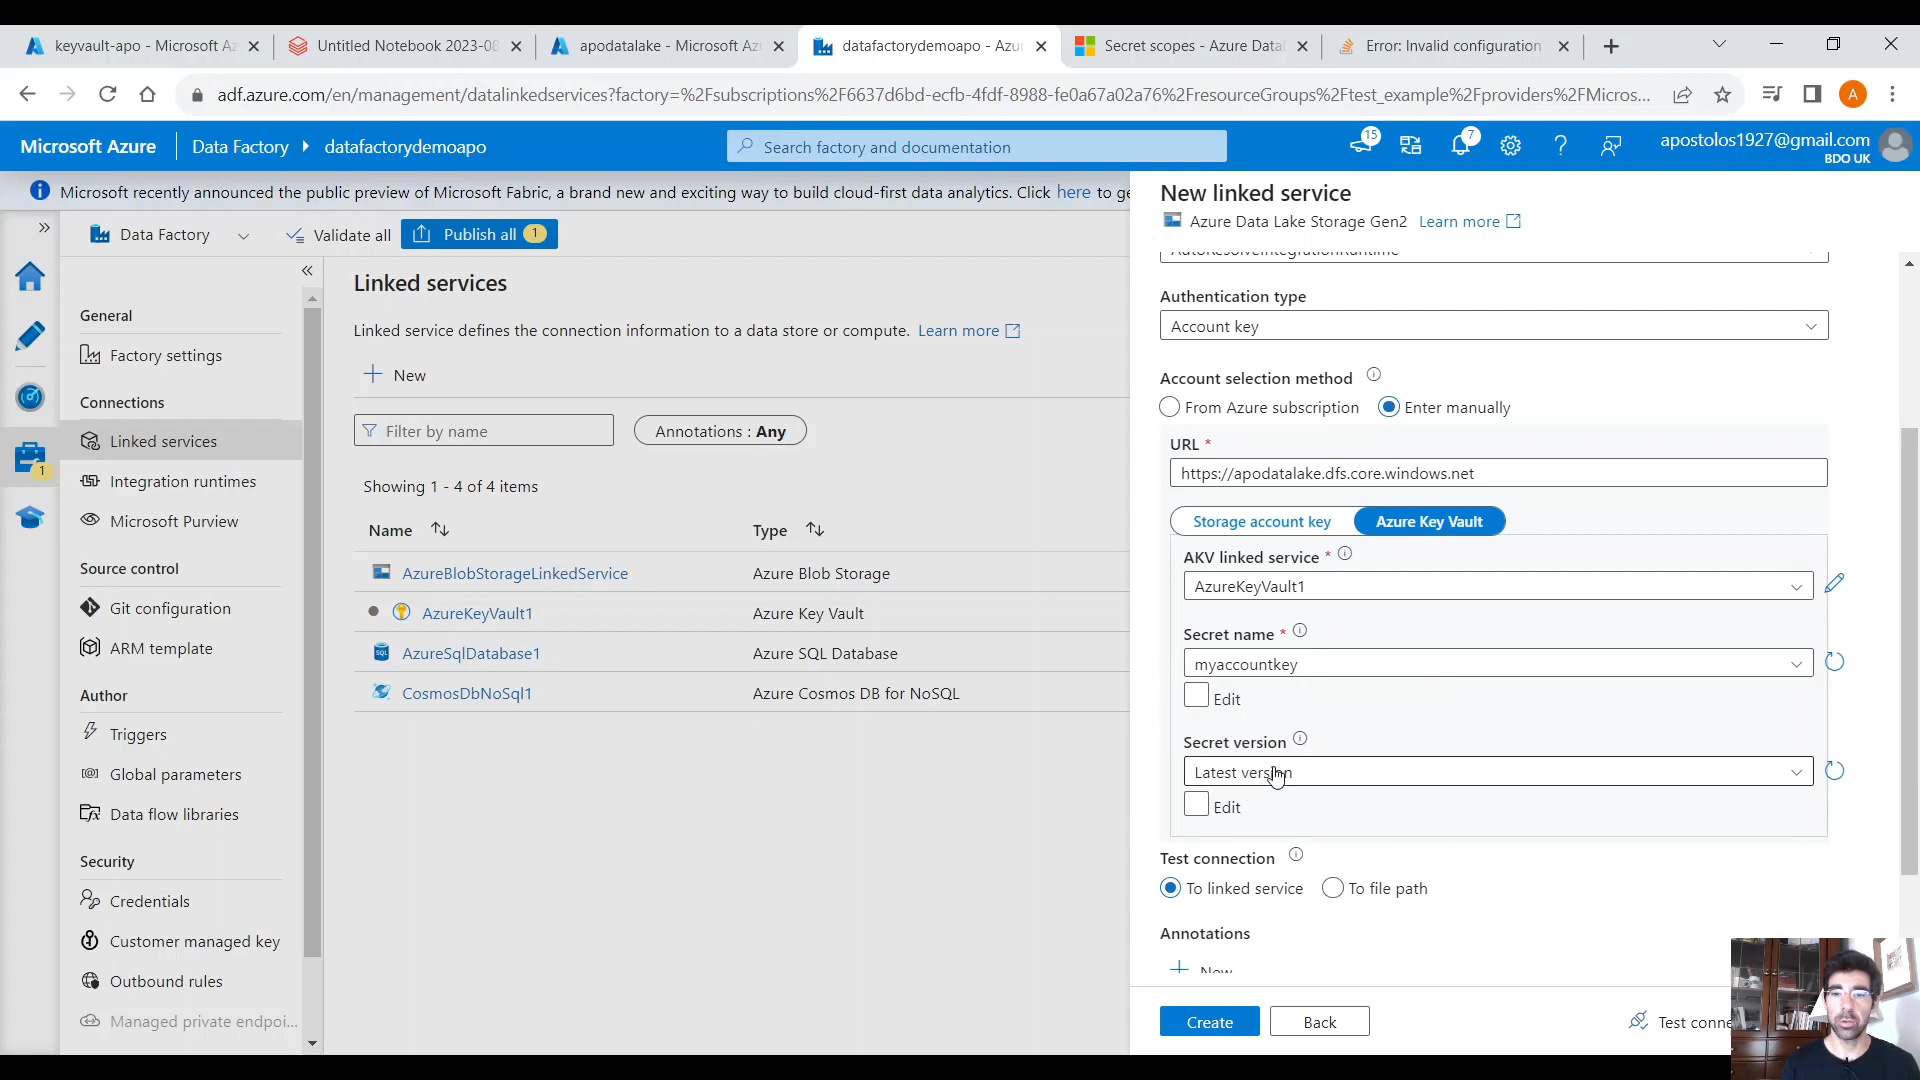 keyvault-apo - Microsoft Az
Untitled Notebook 2023-08
apodatalake - Microsoft Az
datafactorydemoapo - Azur
Secret scopes - Azure Data
Error: Invalid configuration
adf.azure.com/en/management/datalinkedservices?factory=%2Fsubscriptions%2F6637d6bd-ecfb-4fdf-8988-fe0a67a02a76%2FresourceGroups%2Ftest_example%2Fproviders%2FMicros...
A
Microsoft Azure
Data Factory
datafactorydemoapo
Search factory and documentation
15
7
apostolos1927@gmail.com
BDO UK
Microsoft recently announced the public preview of Microsoft Fabric, a brand new and exciting way to build cloud-first data analytics. Click here to ge
Data Factory
Validate all
Publish all 1
General
Factory settings
Connections
Linked services
1
Integration runtimes
Microsoft Purview
Source control
Git configuration
ARM template
Author
Triggers
Global parameters
Data flow libraries
Security
Credentials
Customer managed key
Outbound rules
Managed private endpoi...
Linked services
Linked service defines the connection information to a data store or compute. Learn more
New
Filter by name
Annotations : Any
Showing 1 - 4 of 4 items
Name Type
AzureBlobStorageLinkedService Azure Blob Storage
AzureKeyVault1 Azure Key Vault
SQL AzureSqlDatabase1 Azure SQL Database
CosmosDbNoSql1 Azure Cosmos DB for NoSQL
New linked service
Azure Data Lake Storage Gen2 Learn more
AutoResolveIntegrationRuntime
Authentication type
Account key
Account selection method
From Azure subscription Enter manually
URL *
https://apodatalake.dfs.core.windows.net
Storage account key Azure Key Vault
AKV linked service *
AzureKeyVault1
Secret name *
myaccountkey
Edit
Secret version
Latest version
Edit
Test connection
To linked service To file path
Annotations
New
Create Back Test conne